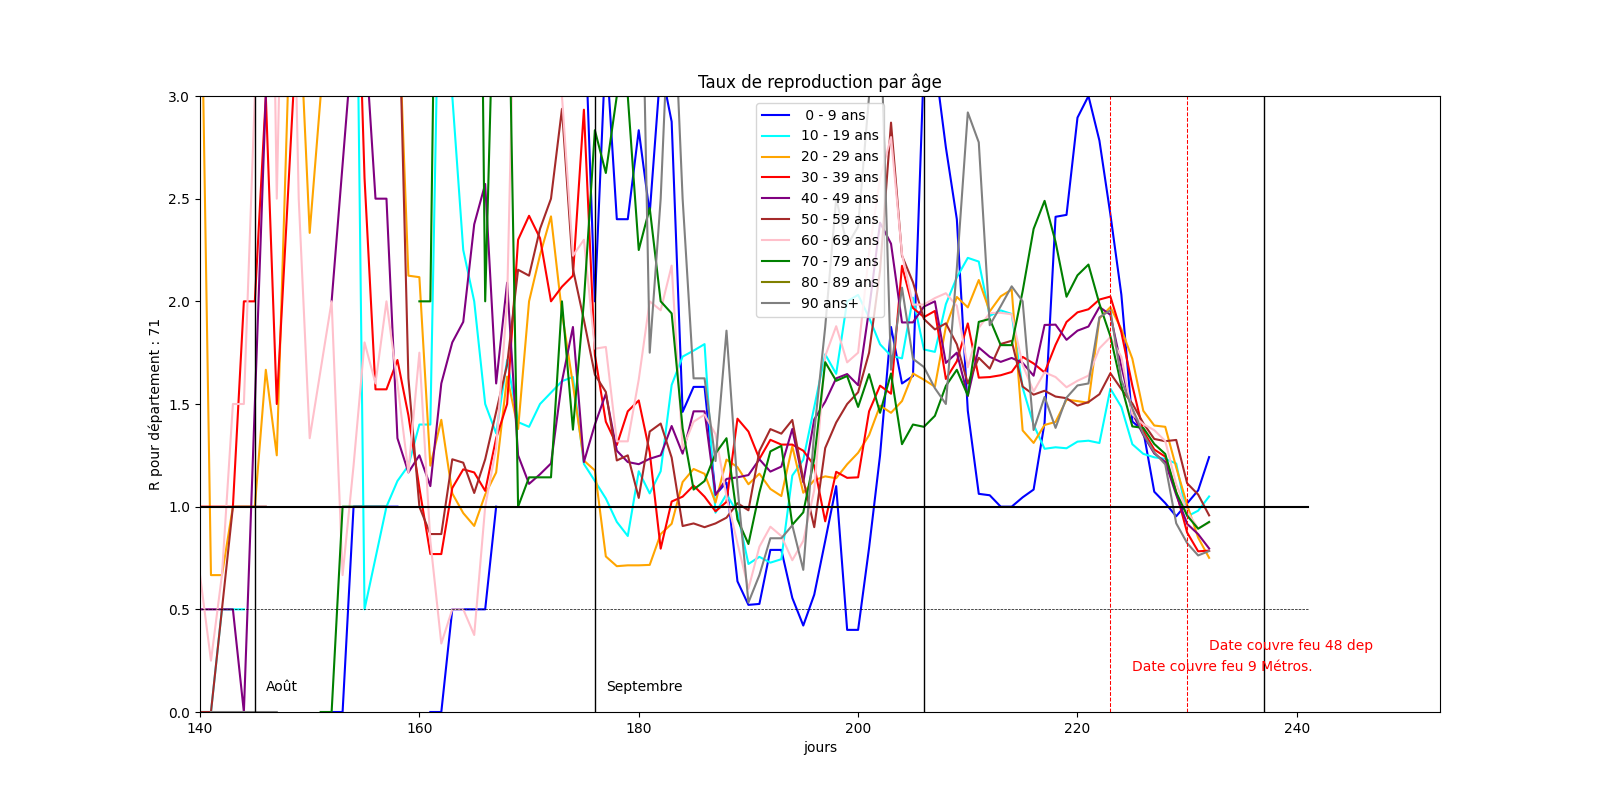 Taux de reproduction par âge
R pour département : 71
3.0
2.5
2.0
1.5
1.0
0.5
0.0
0 - 9 ans
10 - 19 ans
20 - 29 ans
30 - 39 ans
40 - 49 ans
50 - 59 ans
60 - 69 ans
70 - 79 ans
80 - 89 ans
90 ans+
Date couvre feu 48 dep
Date couvre feu 9 Métros.
Août
Septembre
140
160
180
200
220
240
jours